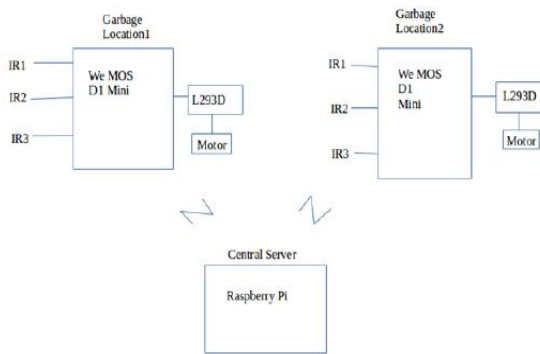 Garbage
Location1
IR1
IR2
IR3
We MOS
D1 Mini
L293D
Motor
Garbage
Location2
IR1
IR2
IR3
We MOS
D1
Mini
L293D
Motor
Central Server
Raspberry Pi